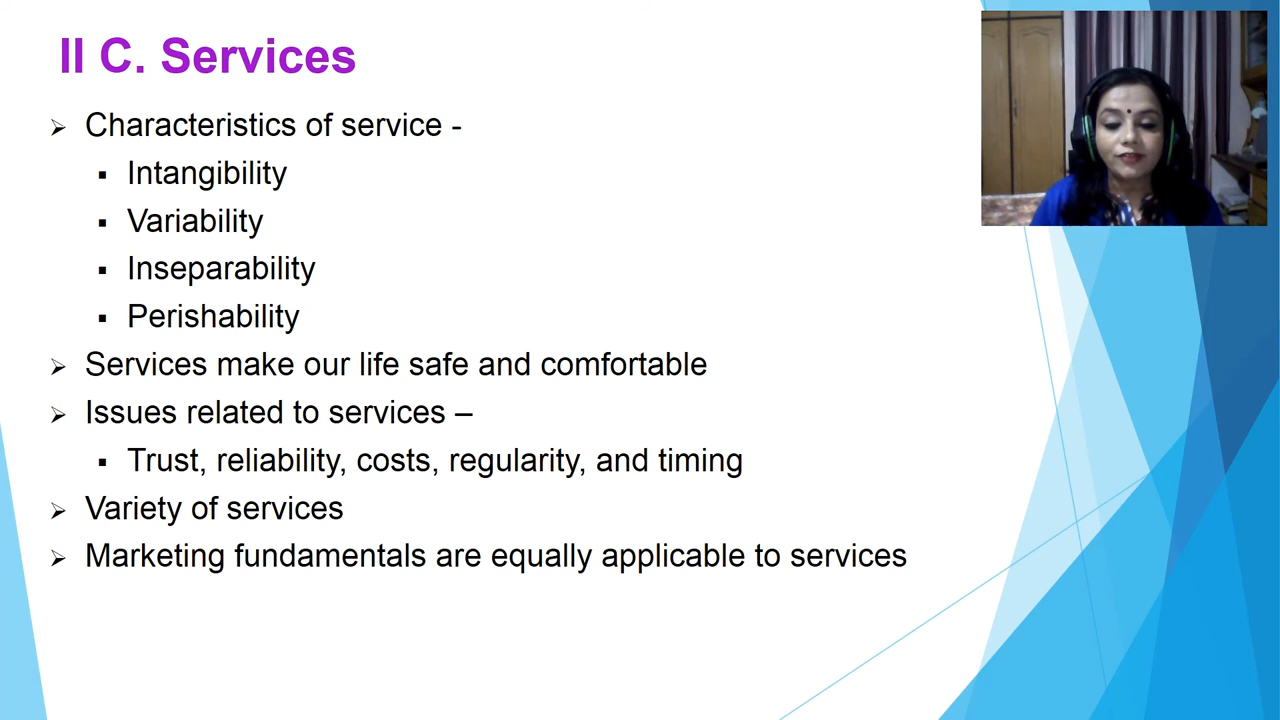 II C. Services
Characteristics of service -
Intangibility
Variability
Inseparability
Perishability
Services make our life safe and comfortable
Issues related to services –
Trust, reliability, costs, regularity, and timing
Variety of services
Marketing fundamentals are equally applicable to services